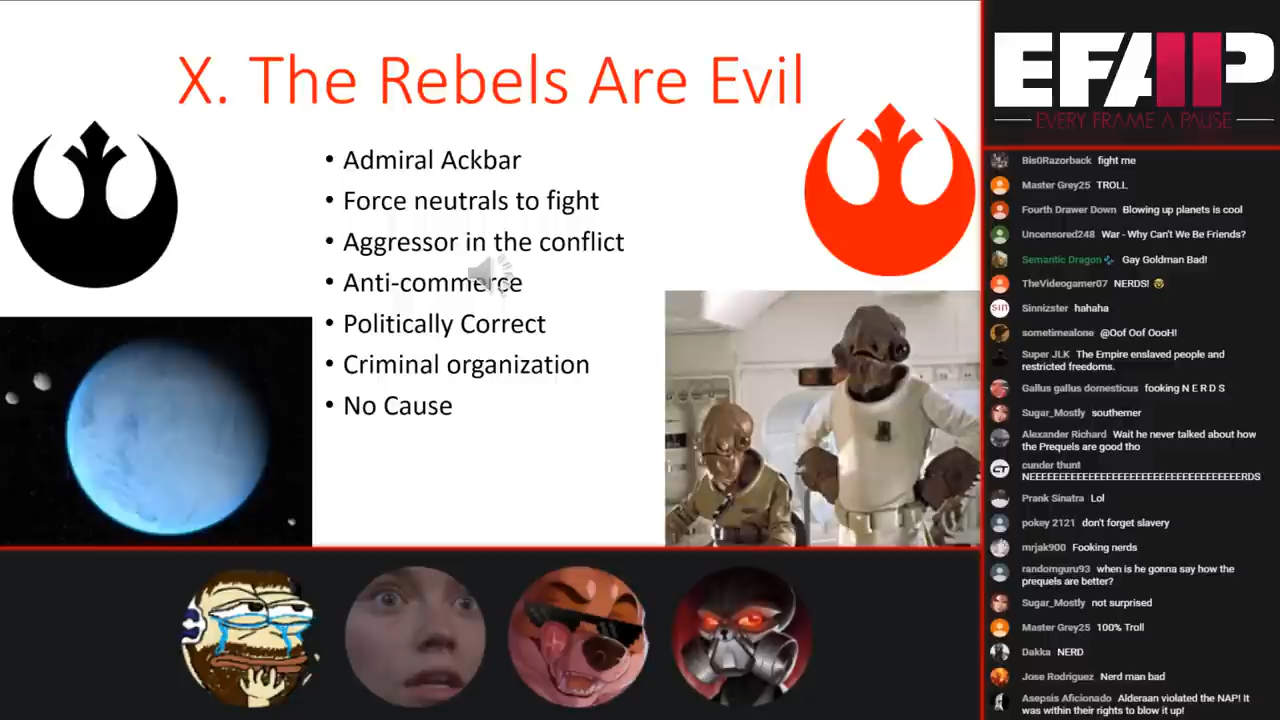 X. The Rebels Are Evil
• Admiral Ackbar
• Force neutrals to fight
• Aggressor in the conflict
• Anti-commerce
• Politically Correct
• Criminal organization
• No Cause
EFAP
EVERY FRAME A PAUSE
Bis0Razorback fight me
Master Grey25 TROLL
Fourth Drawer Down Blowing up planets is cool
Uncensored248 War - Why Can't We Be Friends?
Semantic Dragon Gay Goldman Bad!
TheVideogamer07 NERDS! 🤓
sin
Sinnizster hahaha
sometimealone @Oof Oof OooH!
Super JLK The Empire enslaved people and
restricted freedoms.
Gallus gallus domesticus fooking N E R D S
Sugar_Mostly southerner
Alexander Richard Wait he never talked about how
the Prequels are good tho
CT
cunder thunt
NEEEEEEEEEEEEEEEEEEEEEEEEEEEEEEEEEEEERDS
Prank Sinatra Lol
pokey 2121 don't forget slavery
mrjak900 Fooking nerds
randomguru93 when is he gonna say how the
prequels are better?
Sugar_Mostly not surprised
Master Grey25 100% Troll
Dakka NERD
Jose Rodriguez Nerd man bad
Asepsis Aficionado Alderaan violated the NAP! It
was within their rights to blow it up!